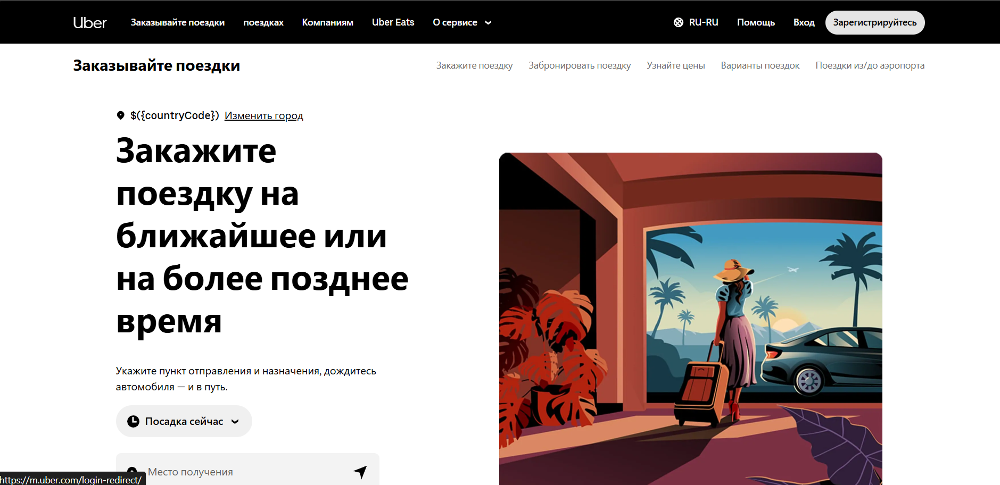 Uber Заказывайте поездки поездках Компаниям Uber Eats О сервисе RU-RU Помощь Вход Зарегистрируйтесь
Заказывайте поездки Закажите поездку Забронировать поездку Узнайте цены Варианты поездок Поездки из/до аэропорта
$({countryCode}) Изменить город
Закажите
поездку на
ближайшее или
на более позднее
время
Укажите пункт отправления и назначения, дождитесь
автомобиля — и в путь.
Посадка сейчас
Место получения
https://m.uber.com/login-redirect/